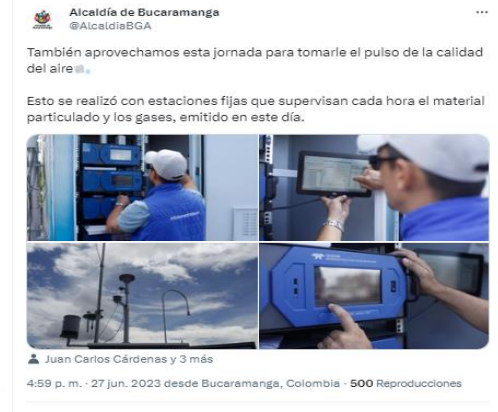 Alcaldía de Bucaramanga
@AlcaldiaBGA
También aprovechamos esta jornada para tomarle el pulso de la calidad
del aire
Esto se realizó con estaciones fijas que supervisan cada hora el material
particulado y los gases, emitido en este día.
Juan Carlos Cárdenas y 3 más
4:59 p. m. · 27 jun. 2023 desde Bucaramanga, Colombia · 500 Reproducciones